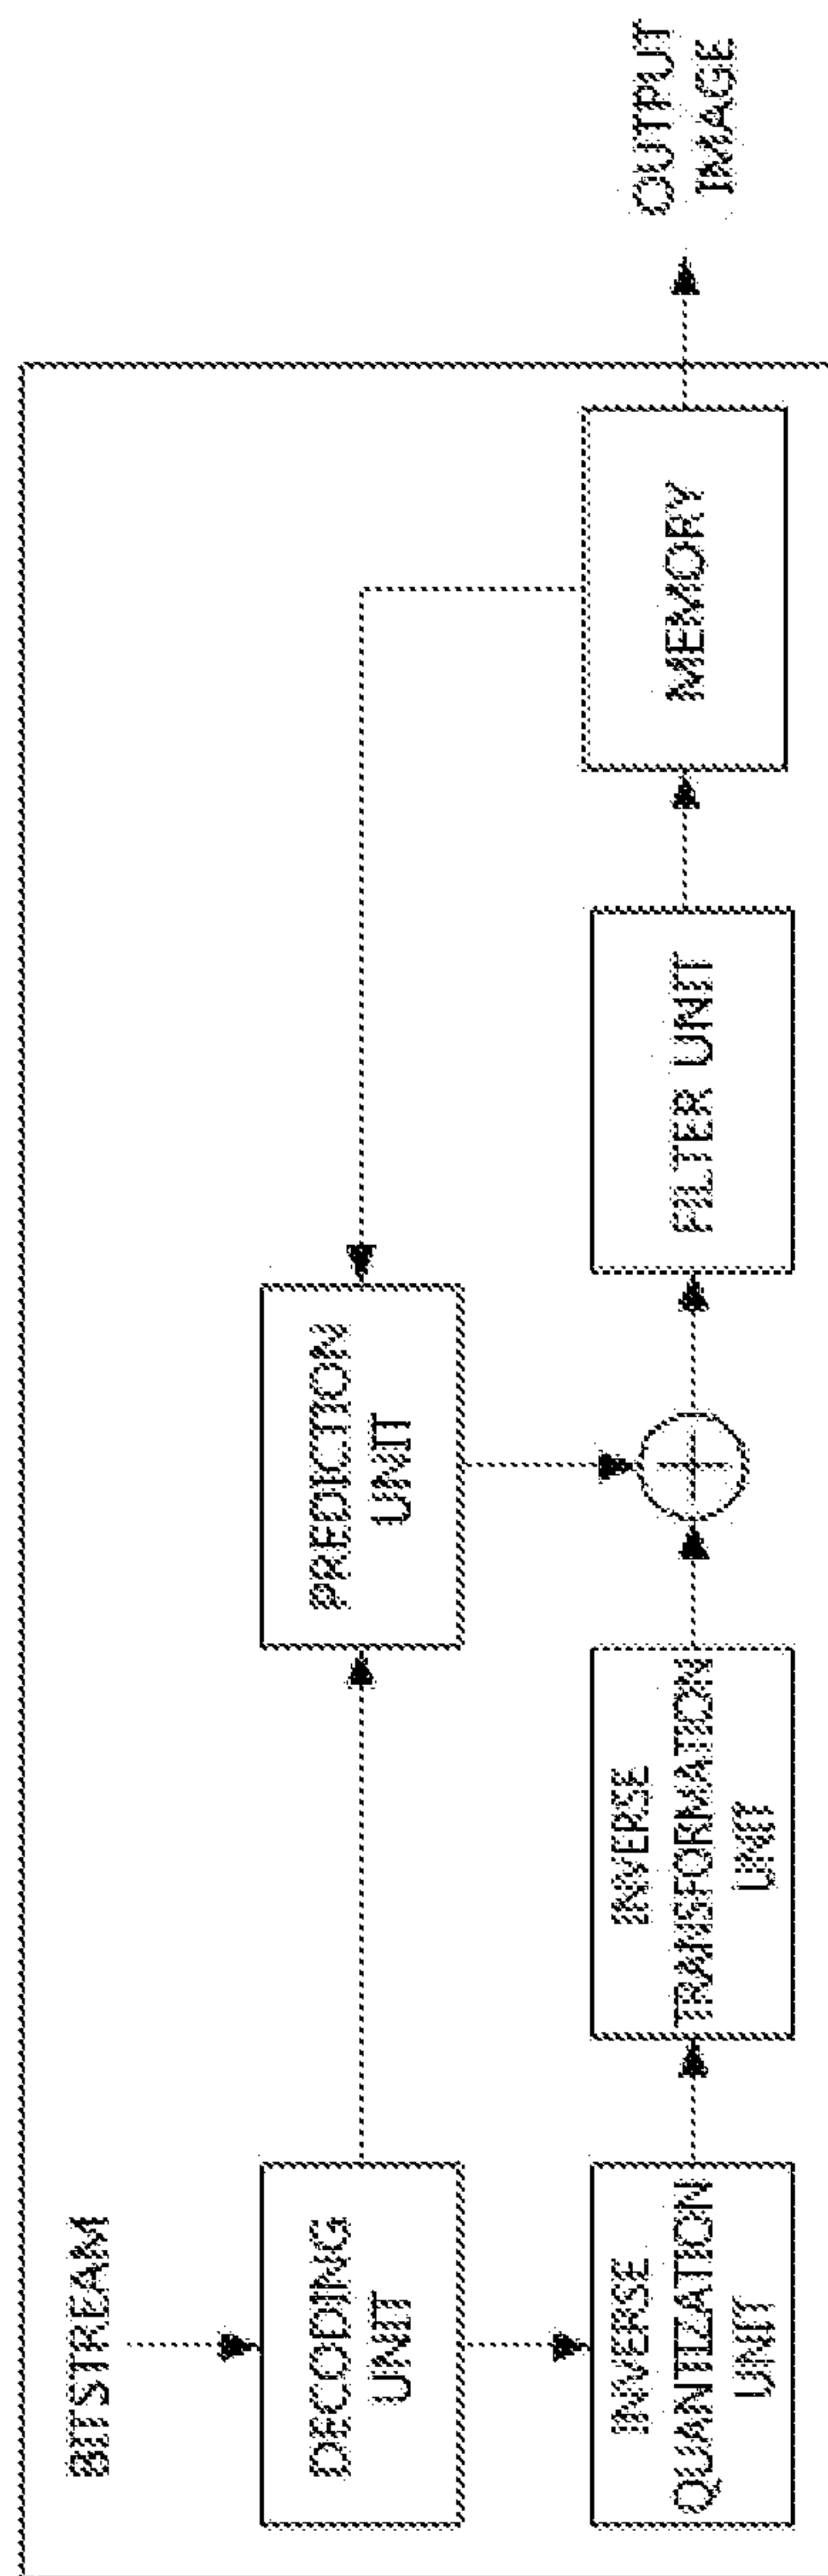 BITSTREAM
DECODING
UNIT
PREDICTION
UNIT
INVERSE
QUANTIZATION
UNIT
INVERSE
TRANSFORMATION
UNIT
FILTER UNIT
MEMORY
OUTPUT
IMAGE